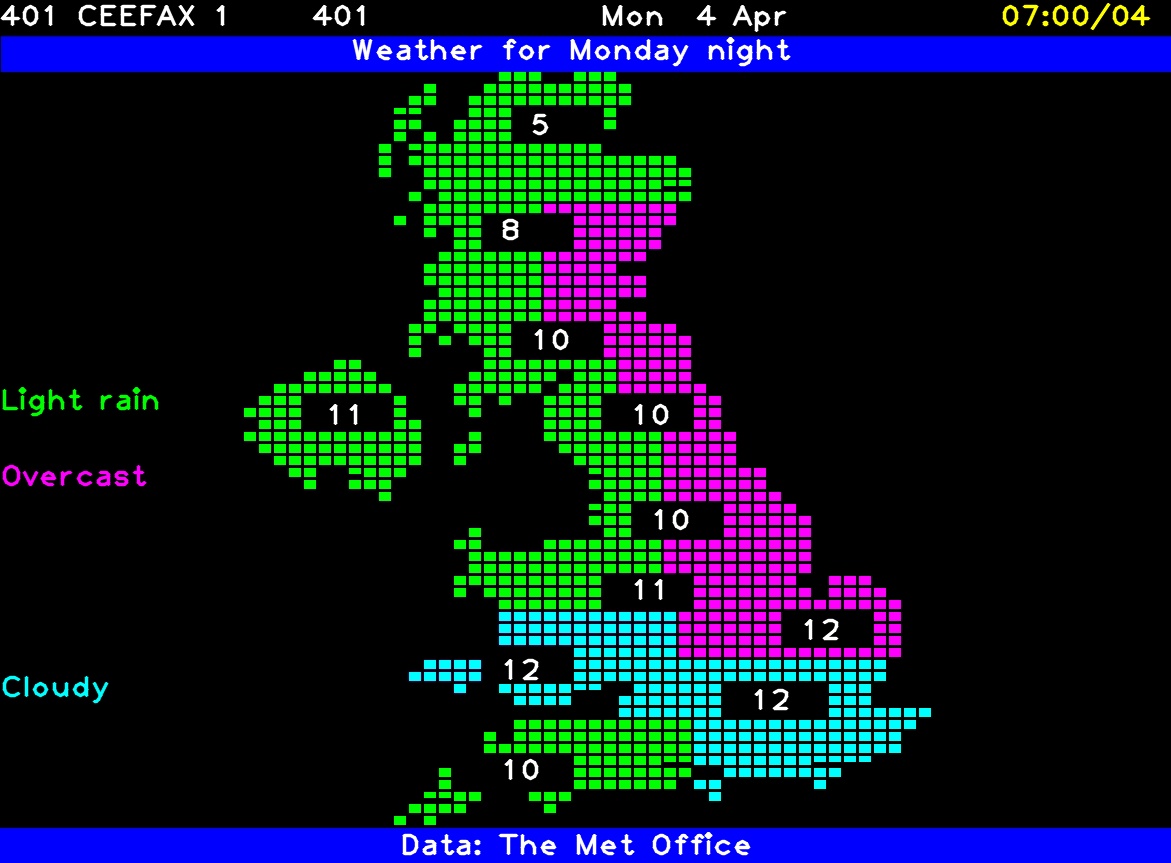 401 CEEFAX 1 401 Mon 4 Apr 07:00/04
Weather for Monday night
5
8
10
Light rain
11
10
Overcast
10
11
12
12
Cloudy
12
10
Data: The Met Office